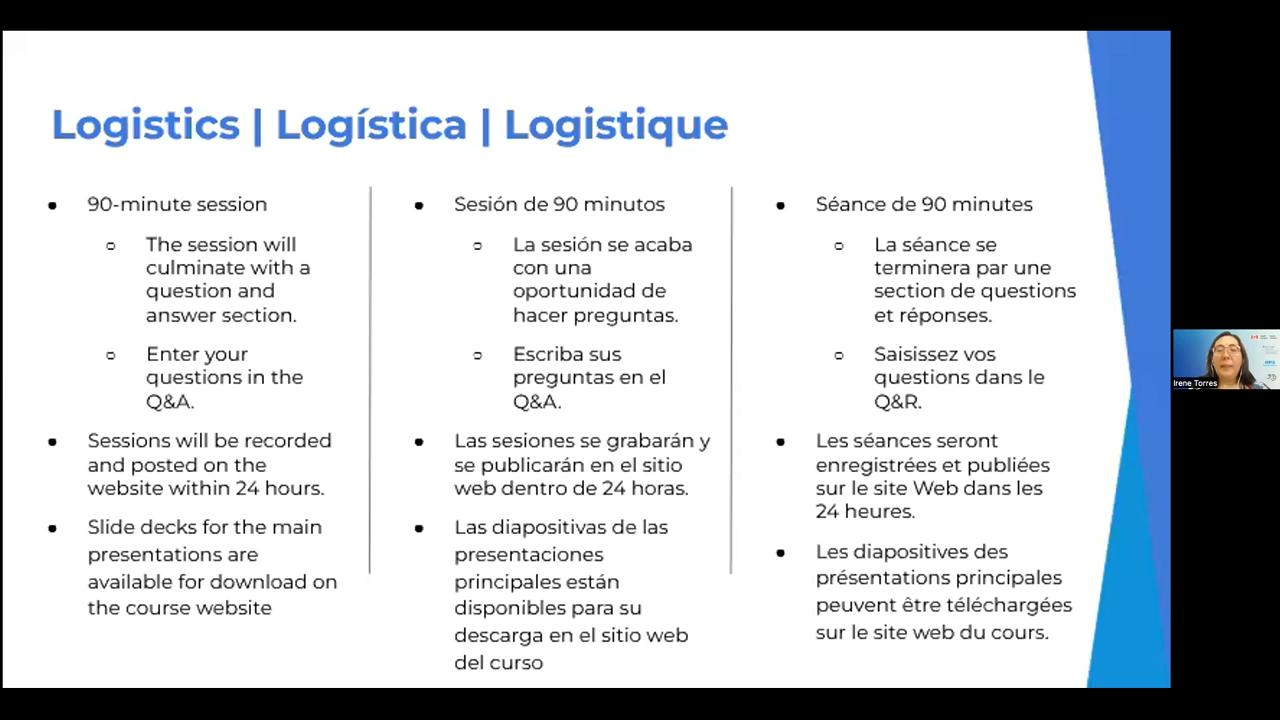 Logistics | Logística | Logistique
● 90-minute session
○ The session will
culminate with a
question and
answer section.
○ Enter your
questions in the
Q&A.
● Sessions will be recorded
and posted on the
website within 24 hours.
● Slide decks for the main
presentations are
available for download on
the course website
● Sesión de 90 minutos
○ La sesión se acaba
con una
oportunidad de
hacer preguntas.
○ Escriba sus
preguntas en el
Q&A.
● Las sesiones se grabarán y
se publicarán en el sitio
web dentro de 24 horas.
● Las diapositivas de las
presentaciones
principales están
disponibles para su
descarga en el sitio web
del curso
● Séance de 90 minutes
○ La séance se
terminera par une
section de questions
et réponses.
○ Saisissez vos
questions dans le
Q&R.
● Les séances seront
enregistrées et publiées
sur le site Web dans les
24 heures.
● Les diapositives des
présentations principales
peuvent être téléchargées
sur le site web du cours.
Irene Torres